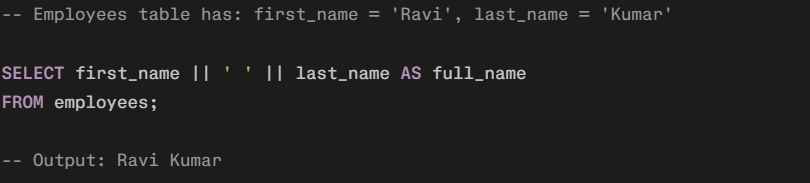 -- Employees table has: first_name = 'Ravi', last_name = 'Kumar'
SELECT first_name || ' ' || last_name AS full_name
FROM employees;
-- Output: Ravi Kumar